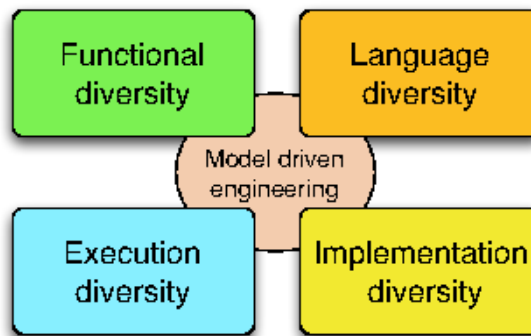 Functional
diversity
Language
diversity
Model driven
engineering
Execution
diversity
Implementation
diversity